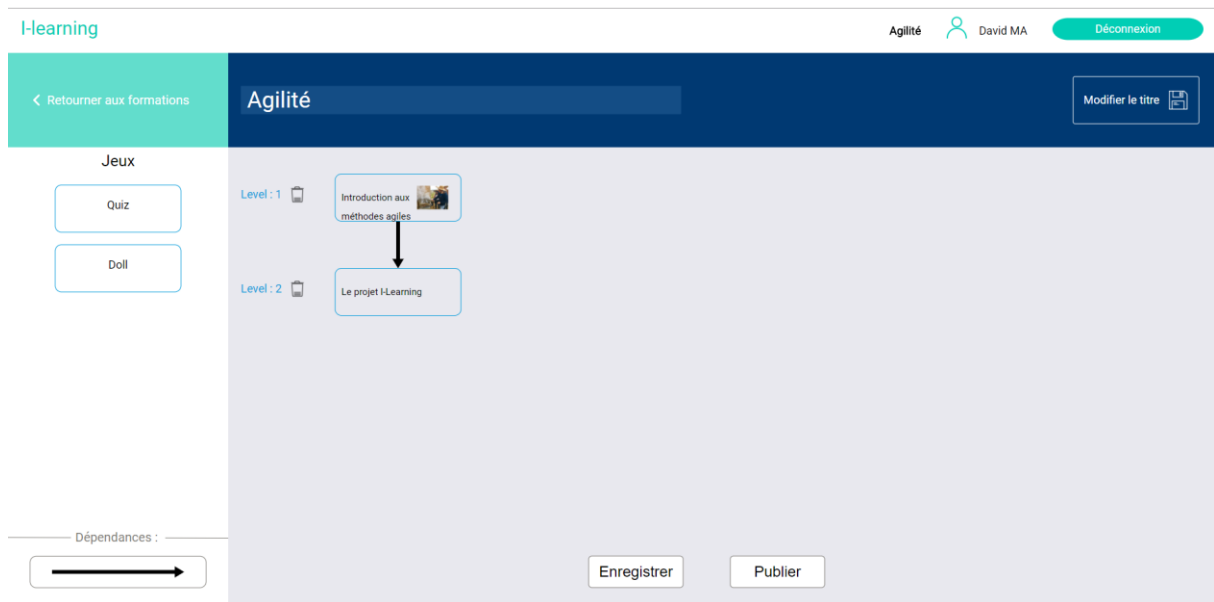 I-learning
Agilité
David MA
Déconnexion
Retourner aux formations
Agilité
Modifier le titre
Jeux
Quiz
Doll
Level : 1
Introduction aux
méthodes agiles
Level : 2
Le projet I-Learning
Dépendances :
Enregistrer
Publier